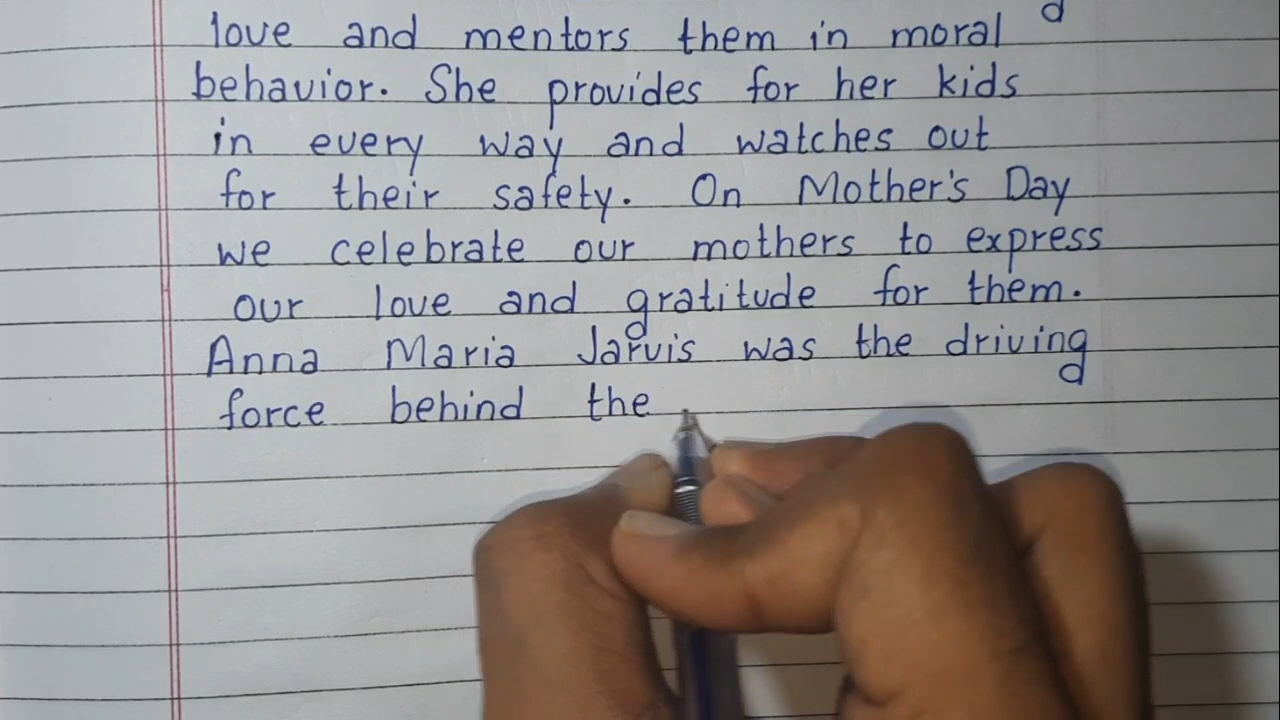 love and mentors them in moral
behavior. She provides for her kids
in every way and watches out
for their safety. On Mother's Day
we celebrate our mothers to express
our love and gratitude for them.
Anna Maria Jarvis was the driving
force behind the